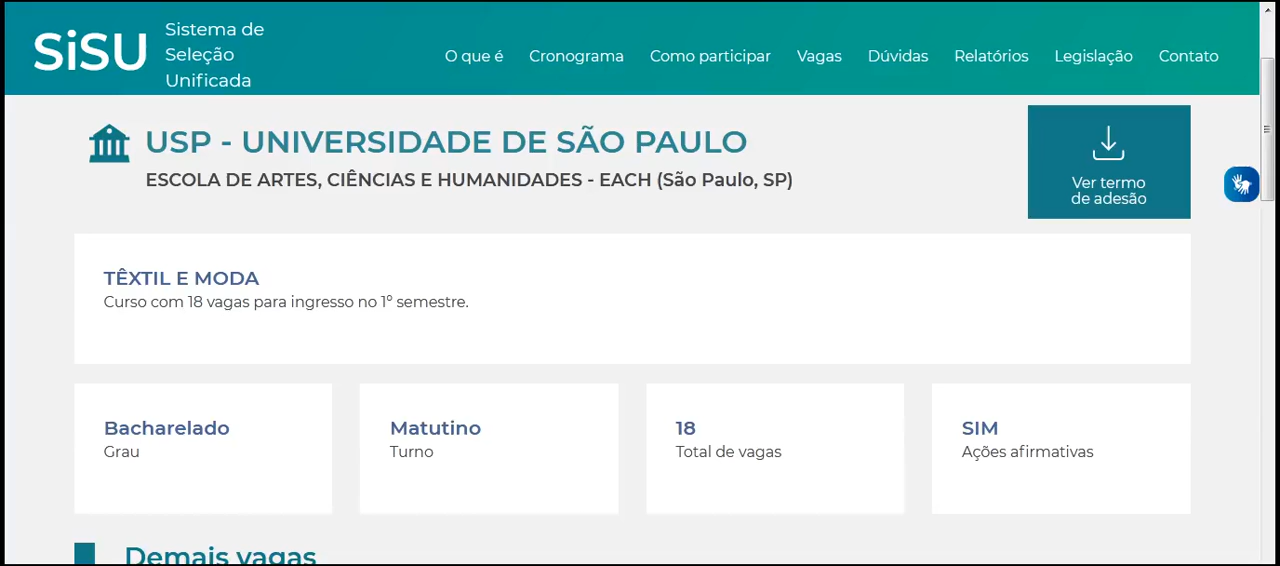 SiSU
Sistema de
Seleção
Unificada
O que é Cronograma Como participar Vagas Dúvidas Relatórios Legislação Contato
USP - UNIVERSIDADE DE SÃO PAULO
ESCOLA DE ARTES, CIÊNCIAS E HUMANIDADES - EACH (São Paulo, SP)
Ver termo
de adesão
TÊXTIL E MODA
Curso com 18 vagas para ingresso no 1º semestre.
Bacharelado
Grau
Matutino
Turno
18
Total de vagas
SIM
Ações afirmativas
Demais vagas